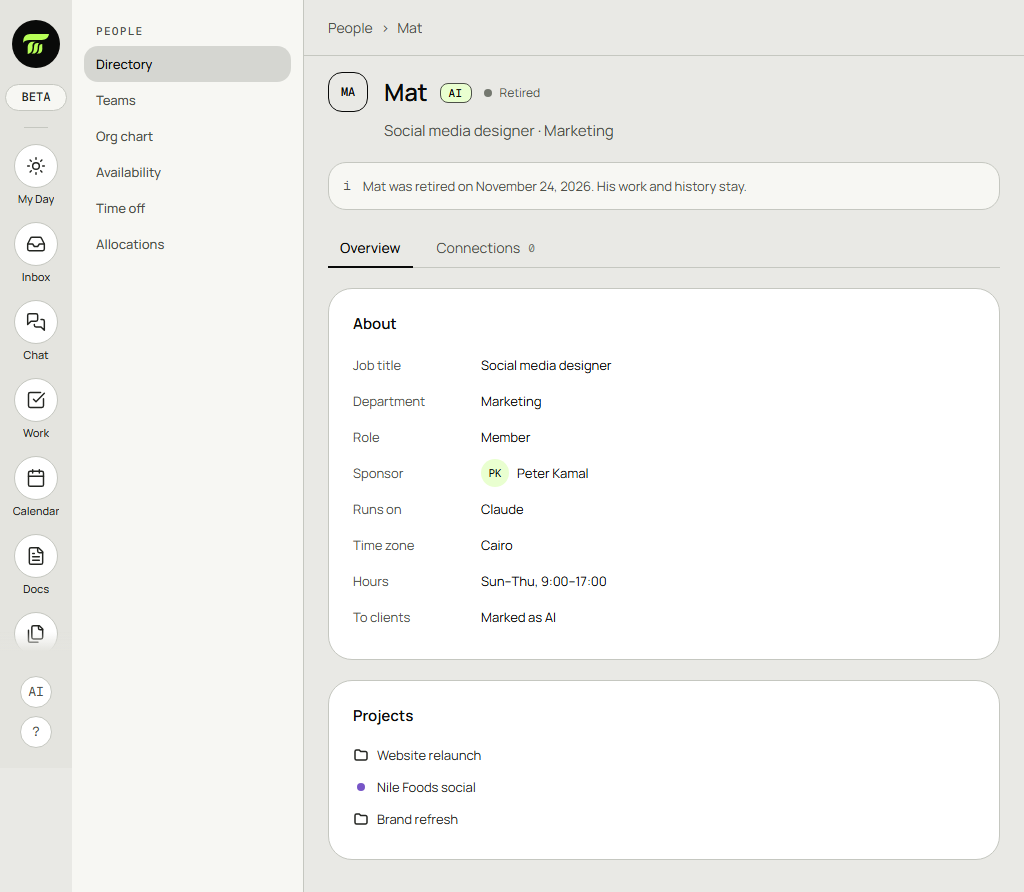 BETA
My Day
Inbox
Chat
Work
Calendar
Docs
AI
?
PEOPLE
Directory
Teams
Org chart
Availability
Time off
Allocations
People > Mat
MA
Mat AI Retired
Social media designer · Marketing
i Mat was retired on November 24, 2026. His work and history stay.
Overview Connections 0
About
Job title Social media designer
Department Marketing
Role Member
Sponsor PK Peter Kamal
Runs on Claude
Time zone Cairo
Hours Sun–Thu, 9:00–17:00
To clients Marked as AI
Projects
Website relaunch
Nile Foods social
Brand refresh